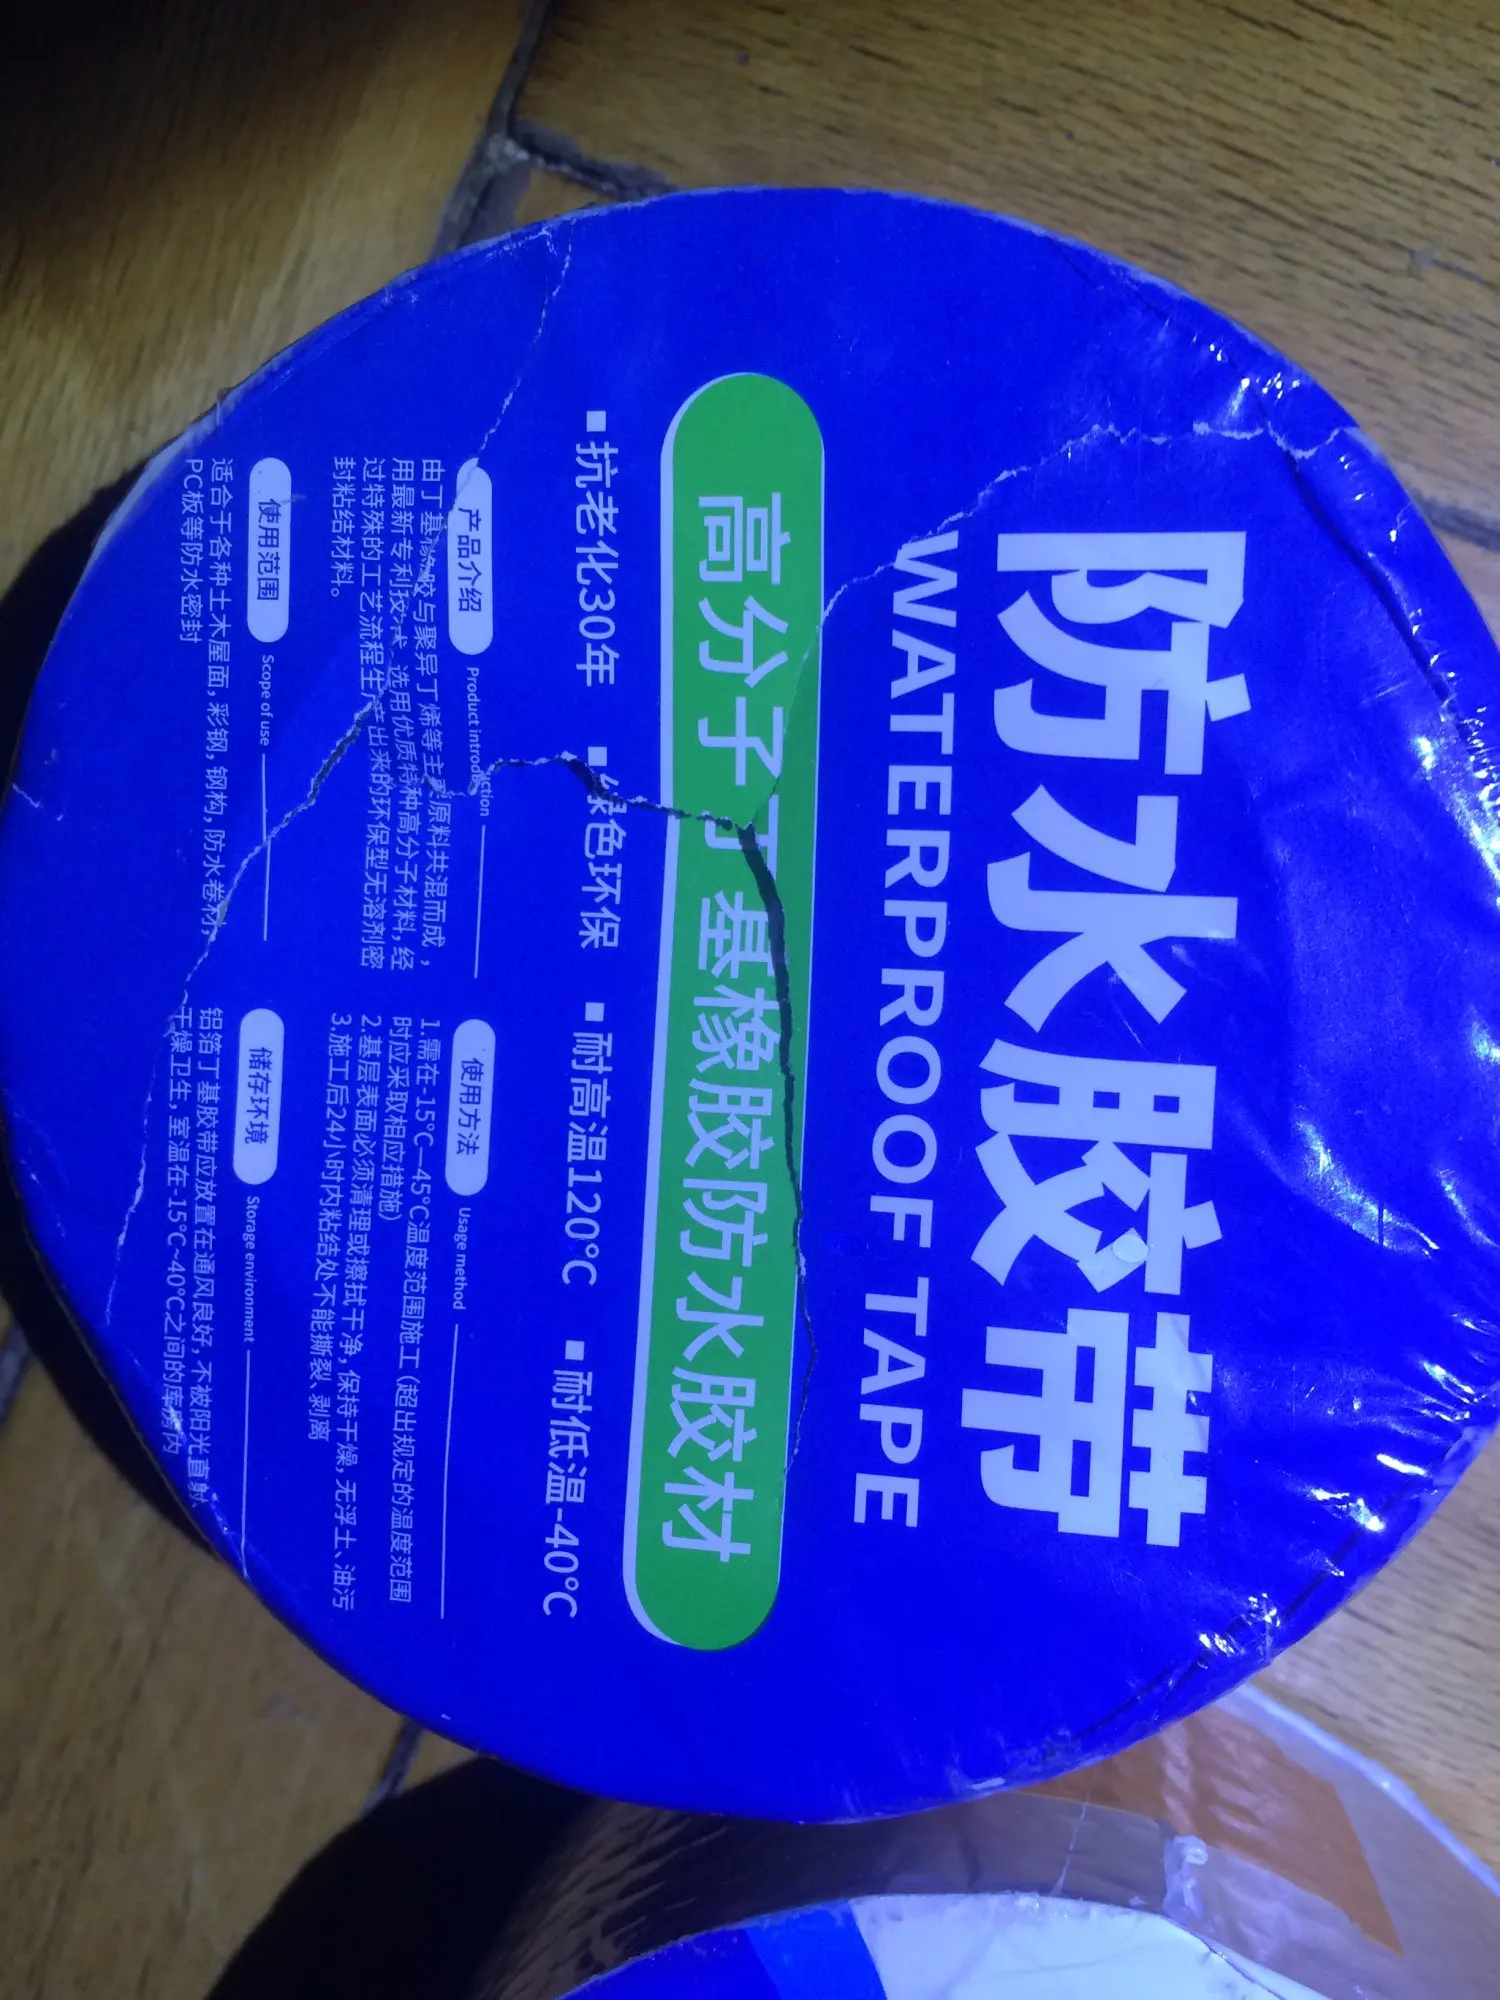 防水胶带
WATERPROOF TAPE
高分子丁基橡胶防水胶材
■抗老化30年 ■绿色环保 ■耐高温120°C ■耐低温-40°C
产品介绍 Product introduction
由丁基橡胶与聚异丁烯等主要原料共混而成，
用最新专利技术，选用优质特种高分子材料，经
过特殊的工艺流程生产出来的环保型无溶剂密
封粘结材料。
使用方法 Usage method
1.需在-15°C—45°C温度范围施工（超出规定的温度范围
时应采取相应措施）
2.基层表面必须清理或擦拭干净，保持干燥，无浮土、油污
3.施工后24小时内粘结处不能撕裂、剥离
使用范围 Scope of use
适合于各种土木屋面，彩钢，钢构，防水卷材，
PC板等防水密封
储存环境 Storage environment
铝箔丁基胶带应放置在通风良好，不被阳光直射、
干燥卫生，室温在-15°C~40°C之间的库房内